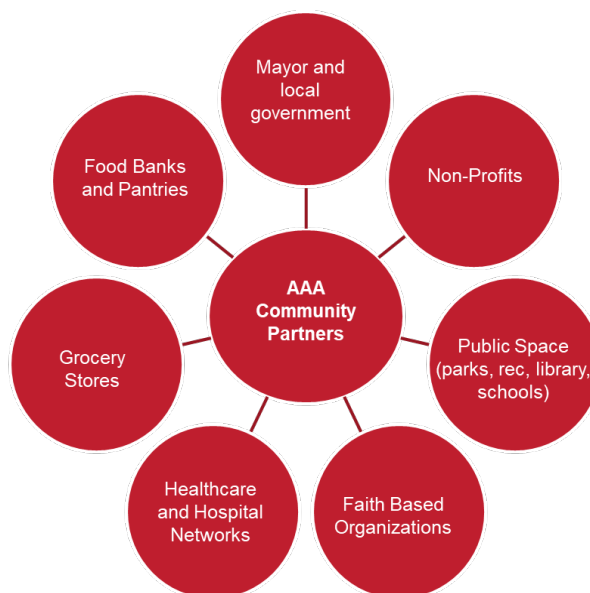 Mayor and
local
government
Non-Profits
Public Space
(parks, rec, library,
schools)
Faith Based
Organizations
Healthcare
and Hospital
Networks
Grocery
Stores
Food Banks
and Pantries
AAA
Community
Partners